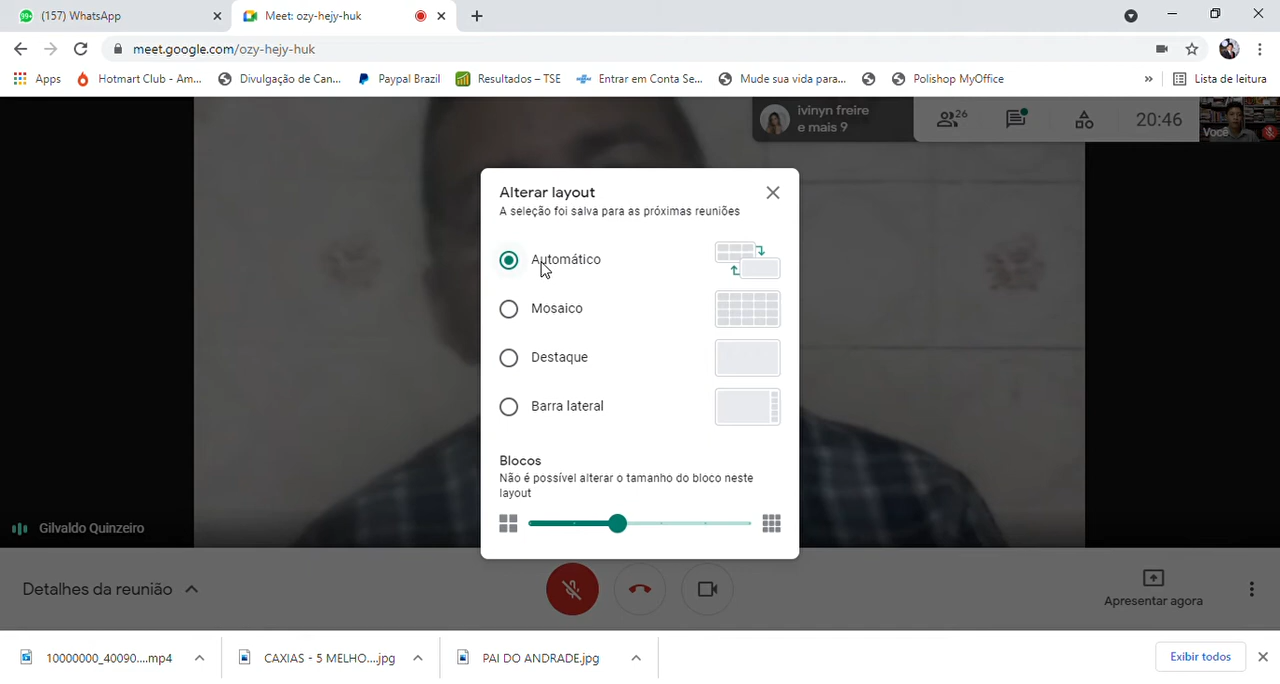 99+
(157) WhatsApp
Meet: ozy-hejy-huk
meet.google.com/ozy-hejy-huk
Apps
Hotmart Club - Am...
Divulgação de Can...
Paypal Brazil
Resultados – TSE
Entrar em Conta Se...
Mude sua vida para...
Polishop MyOffice
»
Lista de leitura
ivinyn freire
e mais 9
26
20:46
Você
Alterar layout
A seleção foi salva para as próximas reuniões
Automático
Mosaico
Destaque
Barra lateral
Blocos
Não é possível alterar o tamanho do bloco neste
layout
Gilvaldo Quinzeiro
Detalhes da reunião
Apresentar agora
10000000_40090....mp4
CAXIAS - 5 MELHO....jpg
PAI DO ANDRADE.jpg
Exibir todos